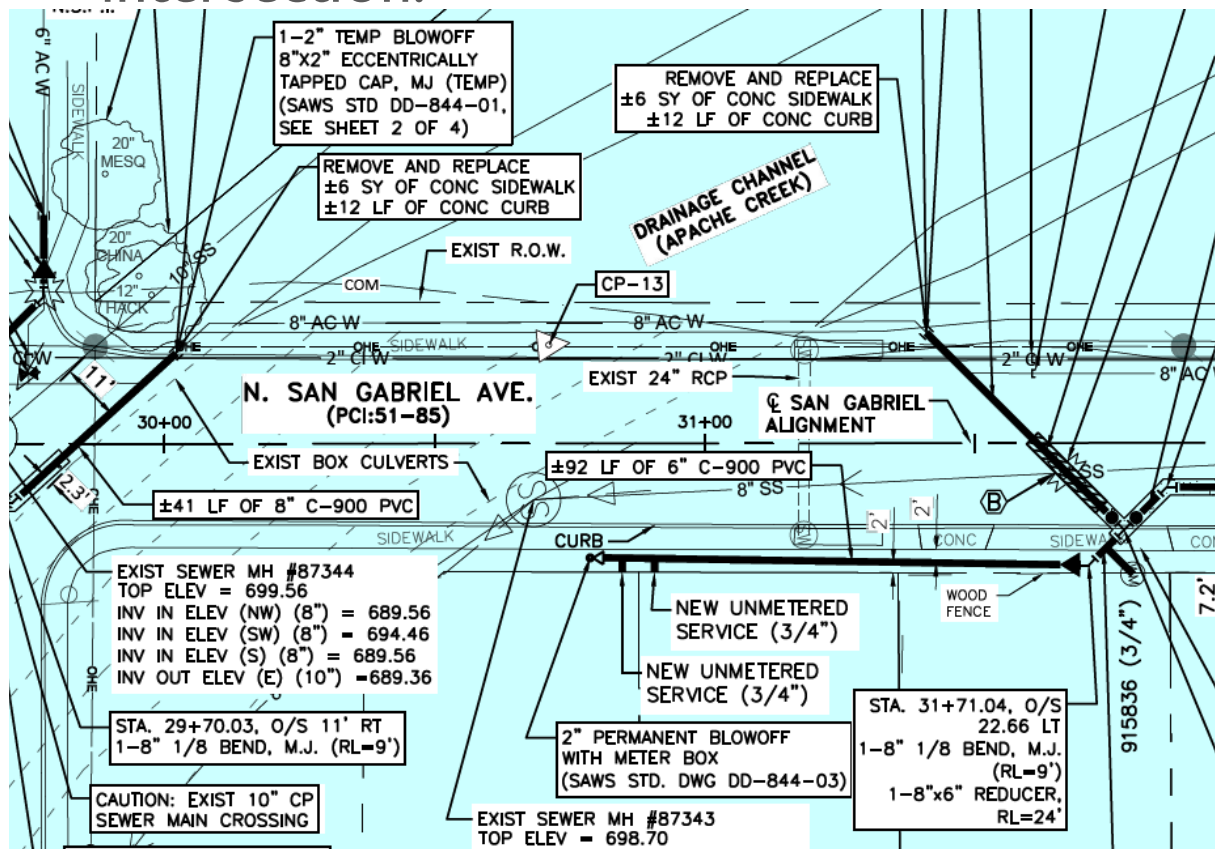 intersection.
6" AC W
SIDEWALK
1-2" TEMP BLOWOFF
8"X2" ECCENTRICALLY
TAPPED CAP, MJ (TEMP)
(SAWS STD DD-844-01,
SEE SHEET 2 OF 4)
REMOVE AND REPLACE
±6 SY OF CONC SIDEWALK
±12 LF OF CONC CURB
REMOVE AND REPLACE
±6 SY OF CONC SIDEWALK
±12 LF OF CONC CURB
20"
MESQ
20"
CHINA
12"
HACK
10" SS
DRAINAGE CHANNEL
(APACHE CREEK)
EXIST R.O.W.
COM
CP-13
8" AC W
8" AC W
OHE
SIDEWALK
OHE
OHE
OHE
2" CI W
2" CI W
2" CI W
8" AC W
EXIST 24" RCP
SW
11'
N. SAN GABRIEL AVE.
(PCI:51-85)
℄ SAN GABRIEL
ALIGNMENT
30+00
31+00
EXIST BOX CULVERTS
±92 LF OF 6" C-900 PVC
SS
8" SS
SS
B
2.3'
OHE
±41 LF OF 8" C-900 PVC
2'
2'
SIDEWALK
CURB
SW
CONC
SIDEWALK
EXIST SEWER MH #87344
TOP ELEV = 699.56
INV IN ELEV (NW) (8") = 689.56
INV IN ELEV (SW) (8") = 694.46
INV IN ELEV (S) (8") = 689.56
INV OUT ELEV (E) (10") =689.36
OHE
WOOD
FENCE
7.2'
NEW UNMETERED
SERVICE (3/4")
NEW UNMETERED
SERVICE (3/4")
915836 (3/4")
STA. 29+70.03, O/S 11' RT
1-8" 1/8 BEND, M.J. (RL=9')
STA. 31+71.04, O/S
22.66 LT
1-8" 1/8 BEND, M.J.
(RL=9')
1-8"x6" REDUCER,
RL=24'
2" PERMANENT BLOWOFF
WITH METER BOX
(SAWS STD. DWG DD-844-03)
CAUTION: EXIST 10" CP
SEWER MAIN CROSSING
EXIST SEWER MH #87343
TOP ELEV = 698.70